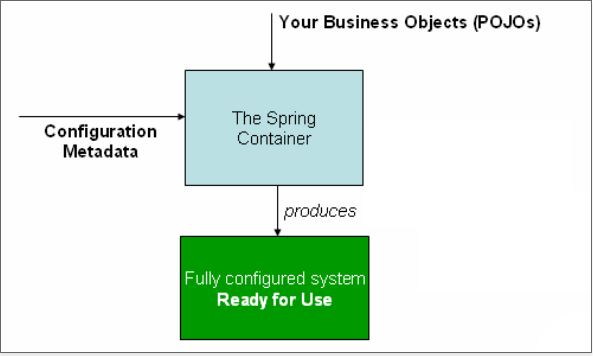 Your Business Objects (POJOs)
The Spring
Container
Configuration
Metadata
produces
Fully configured system
Ready for Use